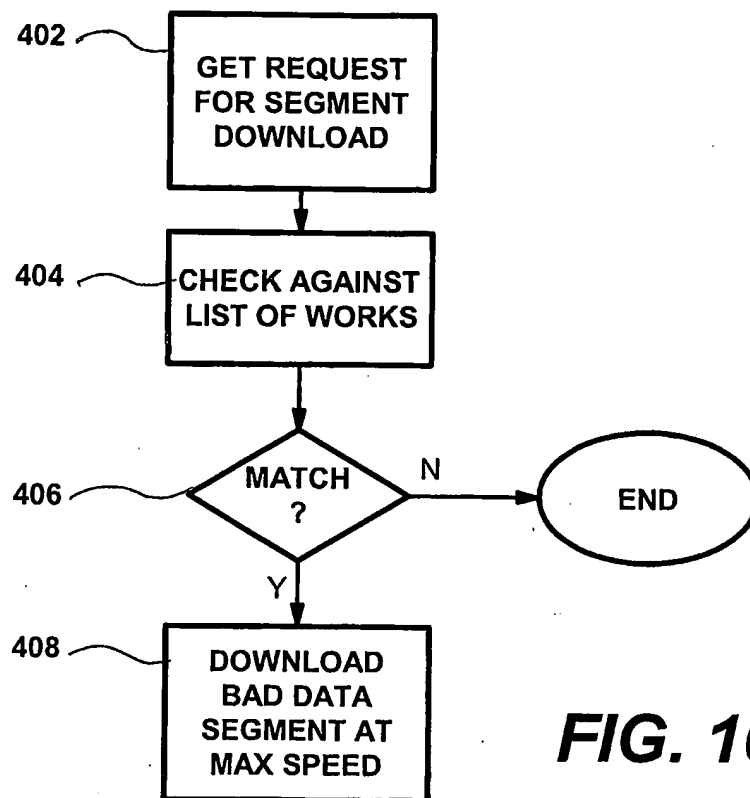 402
GET REQUEST
FOR SEGMENT
DOWNLOAD
404
CHECK AGAINST
LIST OF WORKS
406
MATCH
?
N
END
Y
408
DOWNLOAD
BAD DATA
SEGMENT AT
MAX SPEED
FIG.